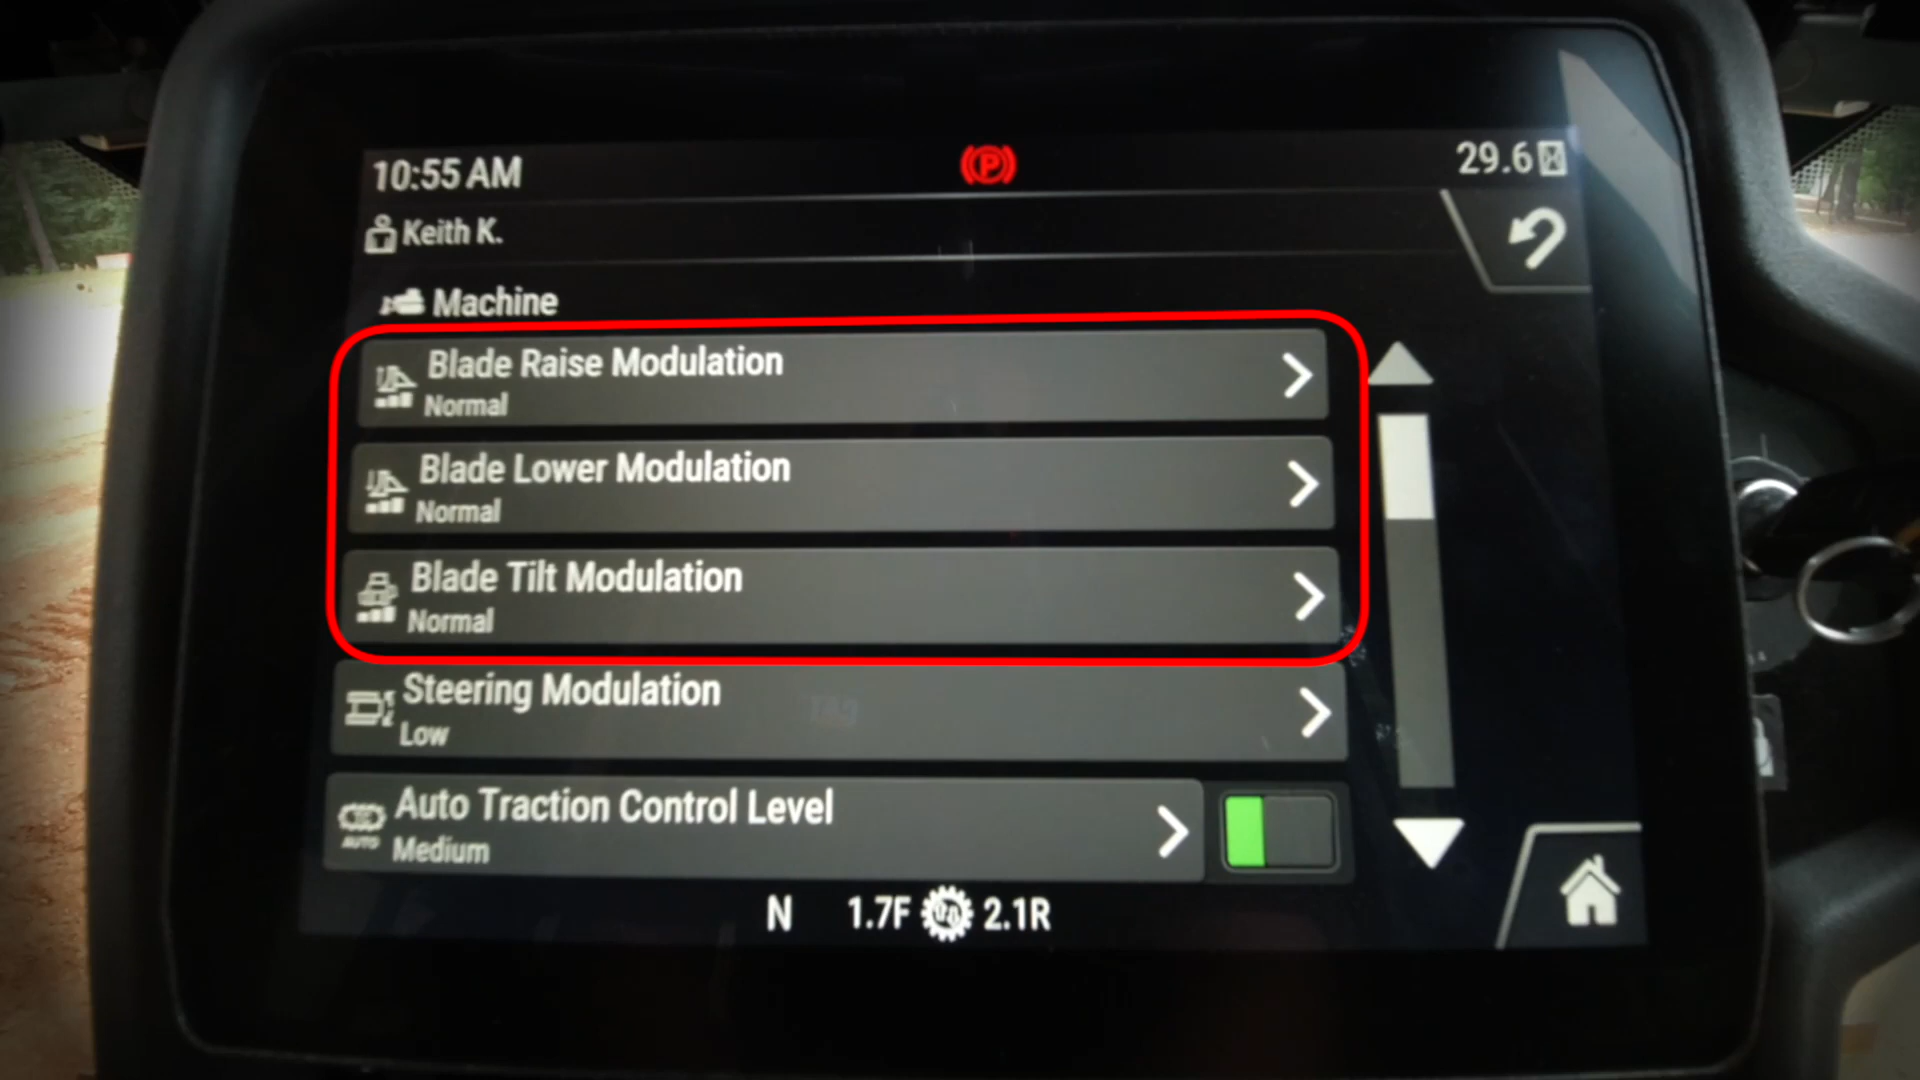 10:55 AM
29.6
Keith K.
Machine
Blade Raise Modulation
Normal
Blade Lower Modulation
Normal
Blade Tilt Modulation
Normal
Steering Modulation
Low
Auto Traction Control Level
AUTO
Medium
N 1.7F 2.1R